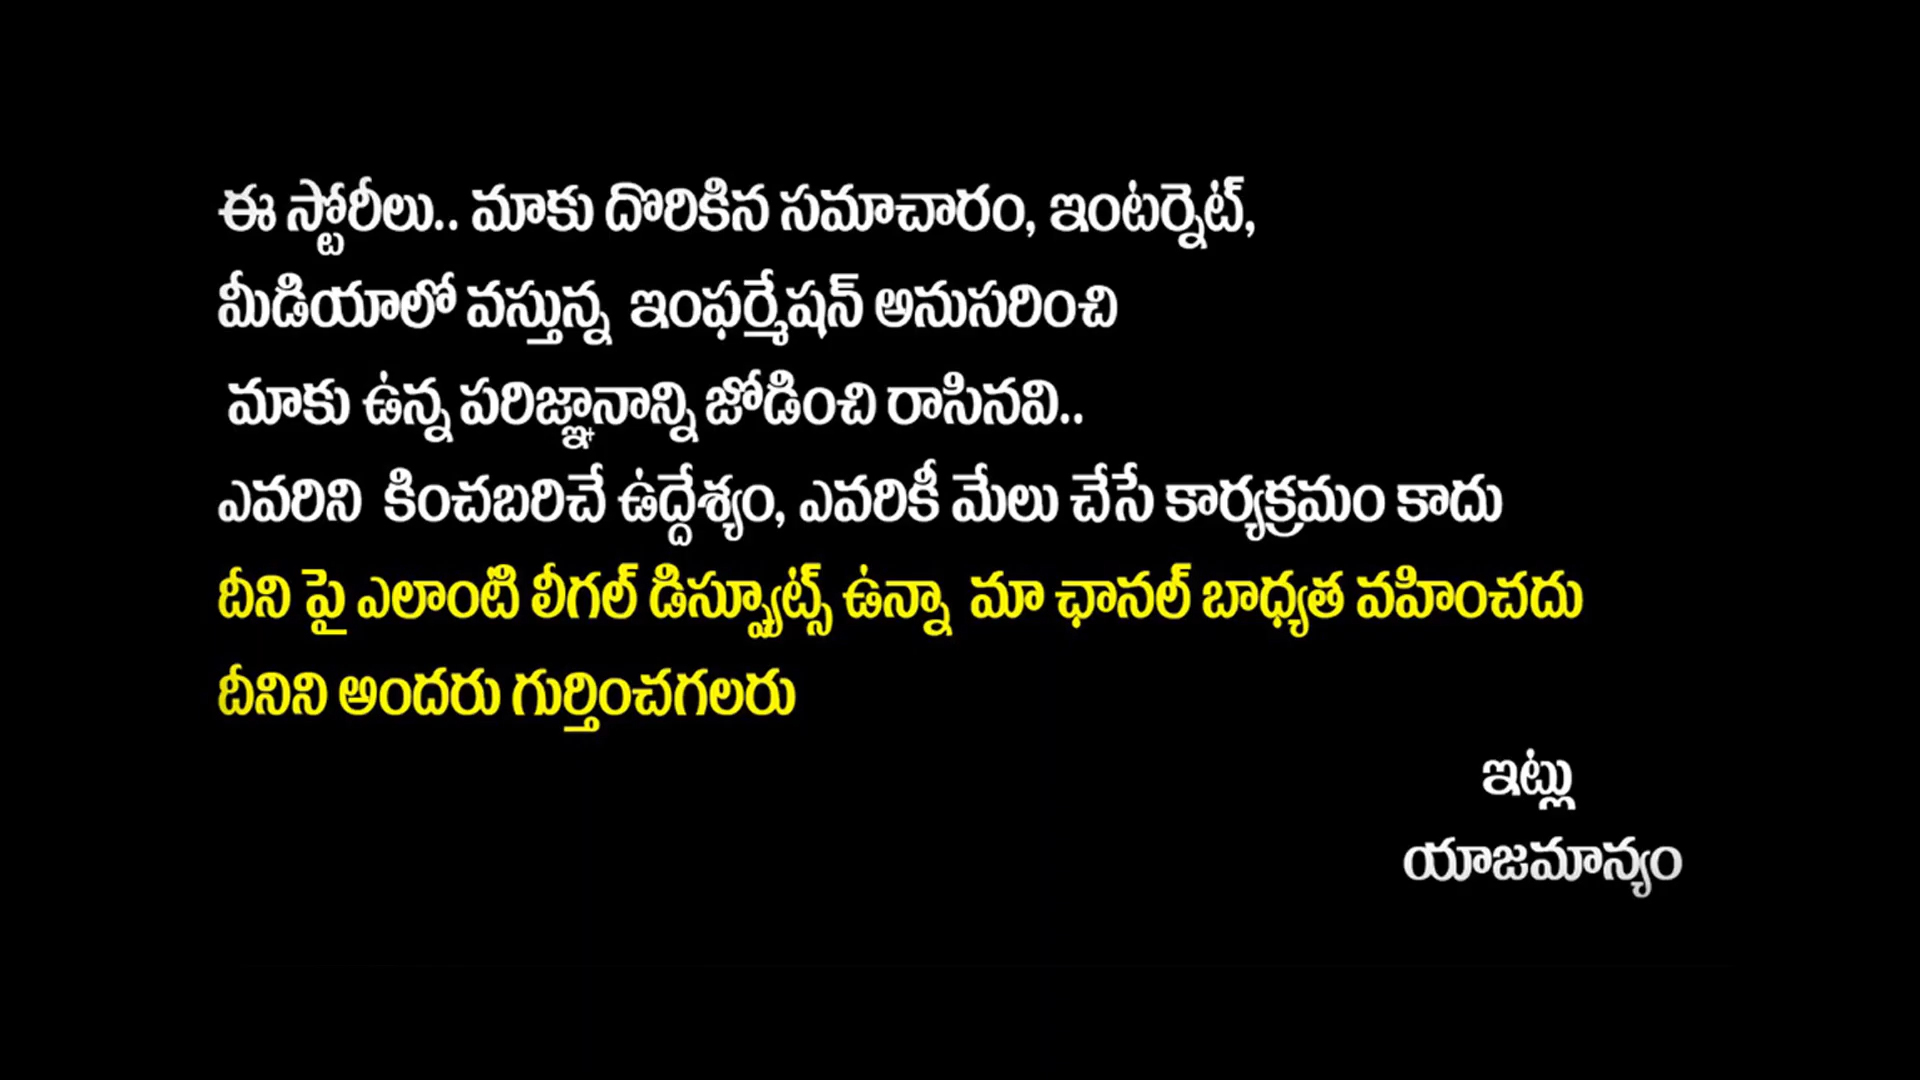 ఈ స్టోరీలు.. మాకు దొరికిన సమాచారం, ఇంటర్నెట్,
మీడియాలో వస్తున్న ఇంఫర్మేషన్ అనుసరించి
మాకు ఉన్న పరిజ్ఞానాన్ని జోడించి రాసినవి..
ఎవరిని కించబరిచే ఉద్దేశ్యం, ఎవరికీ మేలు చేసే కార్యక్రమం కాదు
దీని పై ఎలాంటి లీగల్ డిస్ప్యూట్స్ ఉన్నా మా ఛానల్ బాధ్యత వహించదు
దీనిని అందరు గుర్తించగలరు
ఇట్లు
యాజమాన్యం